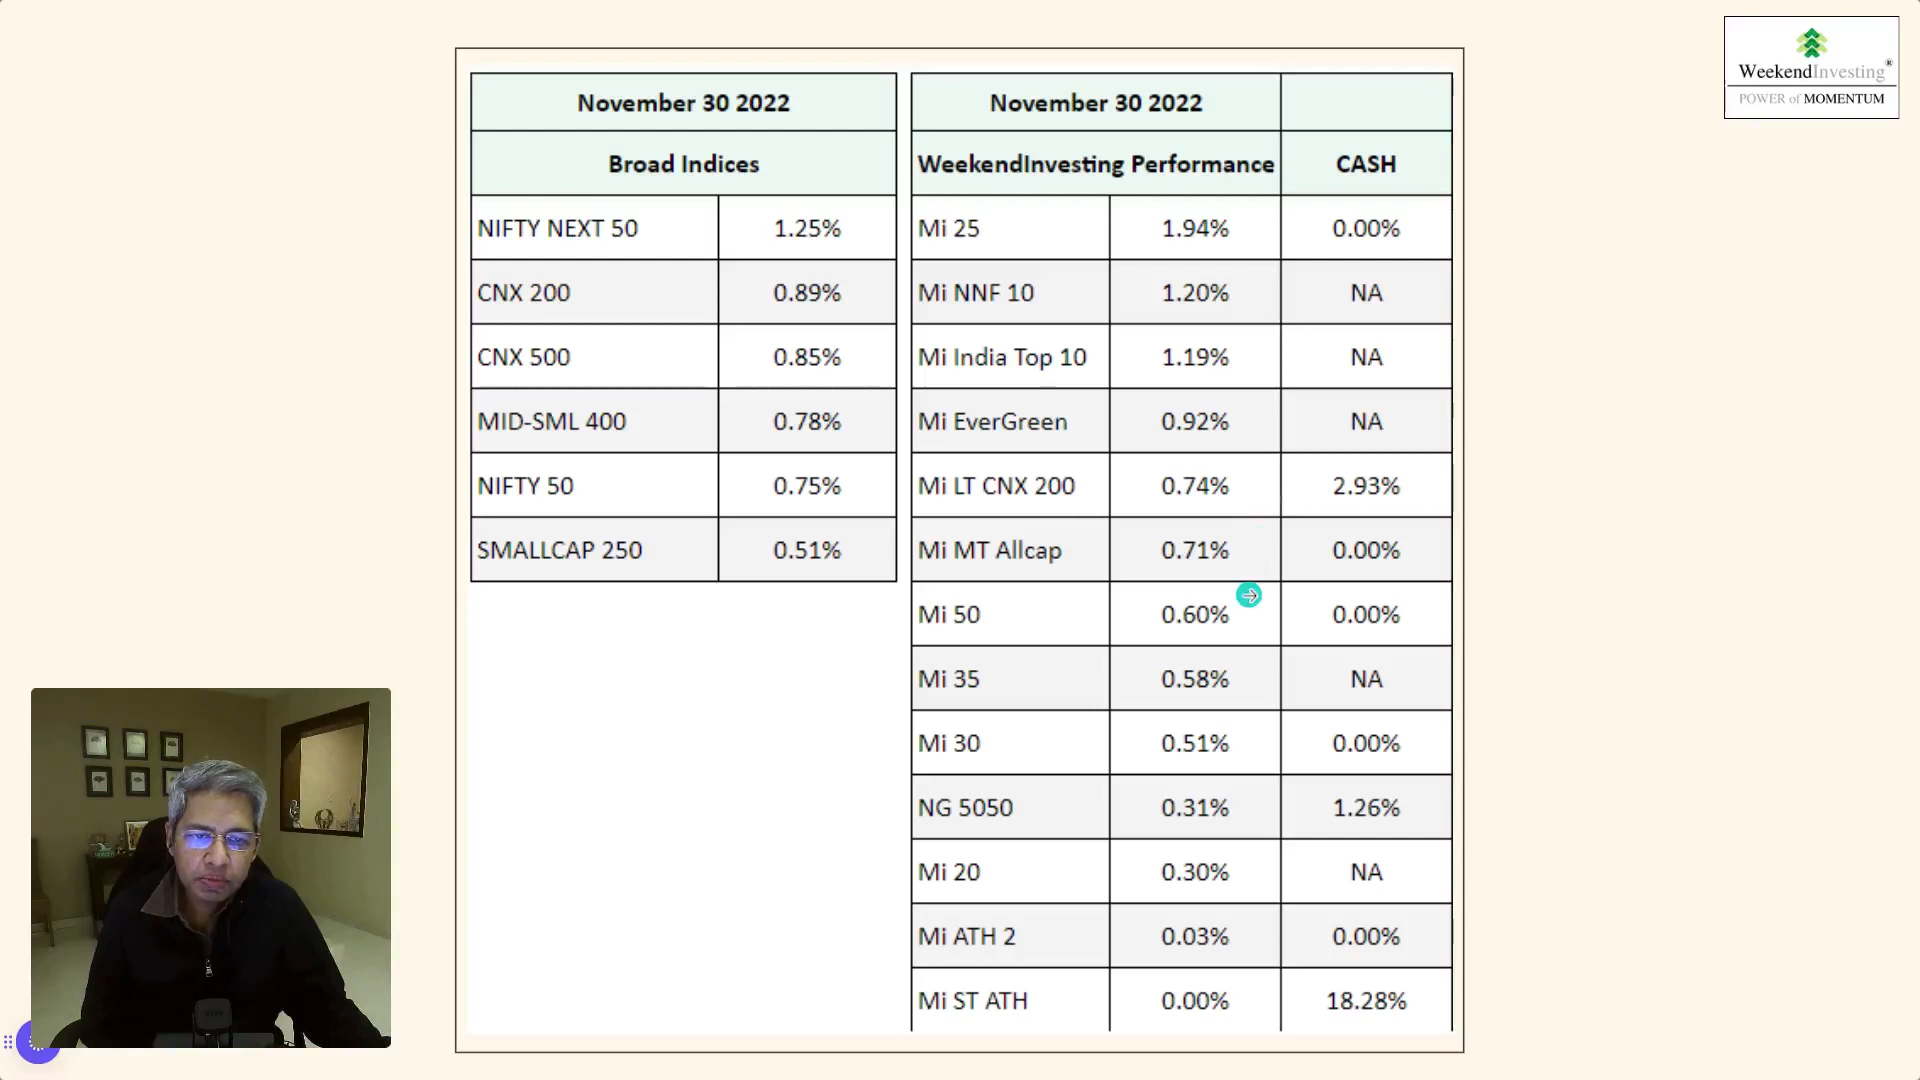 WeekendInvesting®
POWER of MOMENTUM
November 30 2022
Broad Indices
NIFTY NEXT 50 1.25%
CNX 200 0.89%
CNX 500 0.85%
MID-SML 400 0.78%
NIFTY 50 0.75%
SMALLCAP 250 0.51%
November 30 2022
WeekendInvesting Performance CASH
Mi 25 1.94% 0.00%
Mi NNF 10 1.20% NA
Mi India Top 10 1.19% NA
Mi EverGreen 0.92% NA
Mi LT CNX 200 0.74% 2.93%
Mi MT Allcap 0.71% 0.00%
Mi 50 0.60% 0.00%
Mi 35 0.58% NA
Mi 30 0.51% 0.00%
NG 5050 0.31% 1.26%
Mi 20 0.30% NA
Mi ATH 2 0.03% 0.00%
Mi ST ATH 0.00% 18.28%